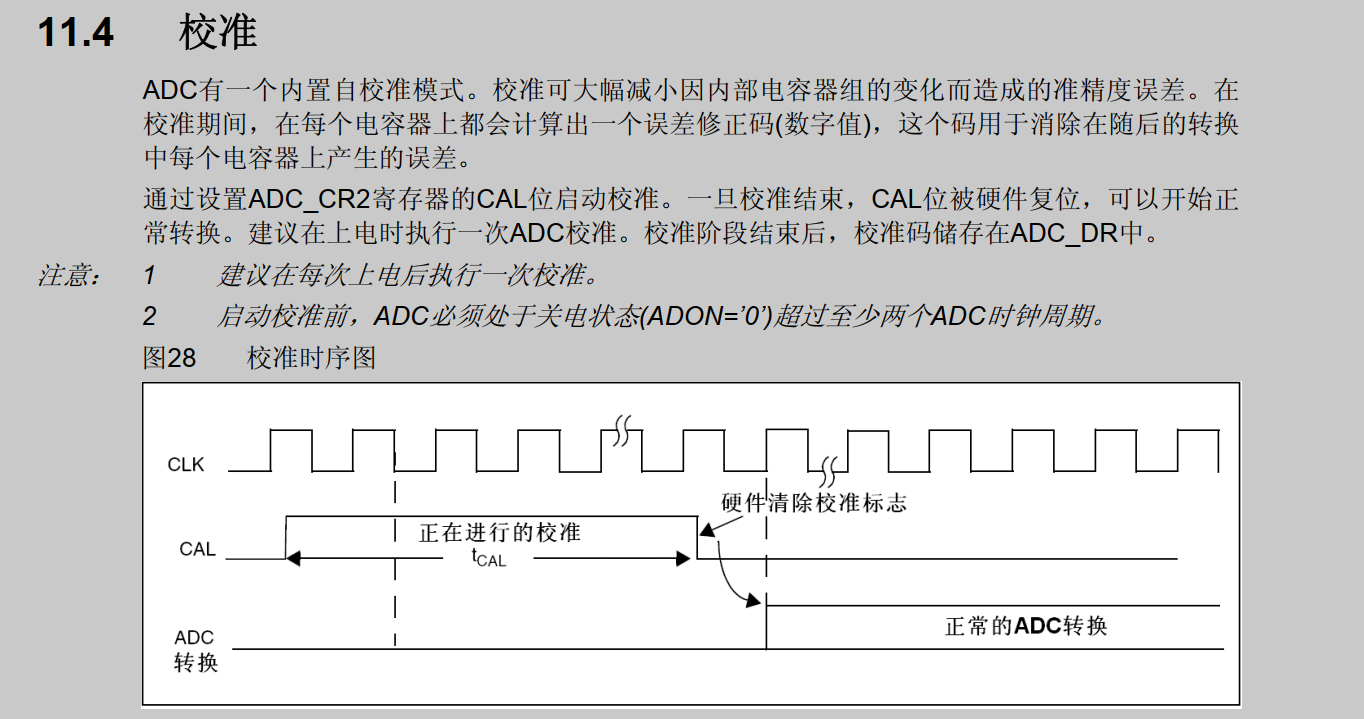 11.4 校准
ADC有一个内置自校准模式。校准可大幅减小因内部电容器组的变化而造成的准精度误差。在
校准期间，在每个电容器上都会计算出一个误差修正码(数字值)，这个码用于消除在随后的转换
中每个电容器上产生的误差。
通过设置ADC_CR2寄存器的CAL位启动校准。一旦校准结束，CAL位被硬件复位，可以开始正
常转换。建议在上电时执行一次ADC校准。校准阶段结束后，校准码储存在ADC_DR中。
注意： 1 建议在每次上电后执行一次校准。
2 启动校准前，ADC必须处于关电状态(ADON=’0’)超过至少两个ADC时钟周期。
图28 校准时序图
CLK
硬件清除校准标志
正在进行的校准
CAL
tCAL
正常的ADC转换
ADC
转换